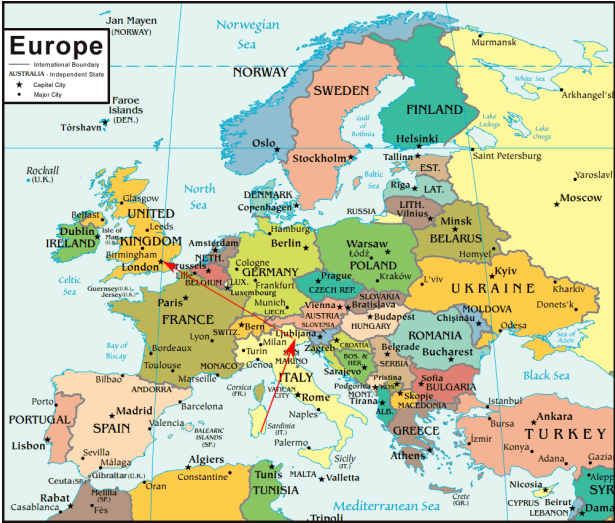 Jan Mayen
(NORWAY)
Norwegian
Sea
Europe
International Boundary
AUSTRALIA - Independent State
Capital City
Major City
Murmansk
White Sea
Arkhangel'sk
NORWAY
SWEDEN
FINLAND
Faroe
Islands
(DEN.)
Tórshavn
Gulf
of
Bothnia
Lake
Ladoga
Lake
Onega
Oslo
Helsinki
Stockholm
Tallinn
Saint Petersburg
EST.
Rockall
(U.K.)
North
Sea
Baltic
Sea
Riga
LAT.
Yaroslavl
DENMARK
Copenhagen
LITH.
Vilnius
Moscow
Glasgow
Belfast
UNITED
KINGDOM
Leeds
RUSSIA
Minsk
BELARUS
Dublin
IRELAND
Isle of
Man
(U.K.)
Hamburg
Homyel'
Birmingham
Amsterdam
NETH.
Berlin
Warsaw
Łódź
POLAND
London
Brussels
Lille
BELGIUM
Cologne
GERMANY
Kraków
Celtic
Sea
Guernsey(U.K.)
Jersey(U.K.)
LUX.
Luxembourg
Frankfurt
Prague
CZECH REP.
L'viv
Kyiv
Kharkiv
UKRAINE
Donets'k
Paris
Munich
LIECH.
Vienna
AUSTRIA
SLOVAKIA
Bratislava
FRANCE
Bern
SWITZ.
SLOVENIA
Ljubljana
Budapest
HUNGARY
MOLDOVA
Chișinău
Odesa
Sea of
Azov
Bay of
Biscay
Lyon
Milan
Turin
Genoa
Zagreb
CROATIA
ROMANIA
Bordeaux
SAN
MARINO
BOS. &
HER.
Belgrade
SERBIA
Bucharest
Toulouse
MONACO
Marseille
Sarajevo
Bilbao
ANDORRA
Corsica
(FR.)
ITALY
VATICAN
CITY
Rome
Podgorica
MONT.
Pristina
KOS.
Sofia
BULGARIA
Black Sea
Porto
PORTUGAL
Madrid
SPAIN
Barcelona
Naples
Tirana
ALB.
Skopje
MACEDONIA
Istanbul
Lisbon
Valencia
BALEARIC
ISLANDS
(SP.)
Sardinia
(IT.)
Bursa
Ankara
TURKEY
GREECE
İzmir
Sevilla
Málaga
Palermo
Sicily
(IT.)
Athens
Konya
Adana
Gazia
Ceuta(SP.)
Gibraltar(U.K.)
Algiers
Constantine
Tunis
TUNISIA
MALTA
Valletta
Alepp
Rabat
Casablanca
Melilla
(SP.)
Fès
Oran
Crete
(GR.)
Nicosia
CYPRUS
SYR
Beirut
LEBANON
Dama
Tripoli
Mediterranean Sea